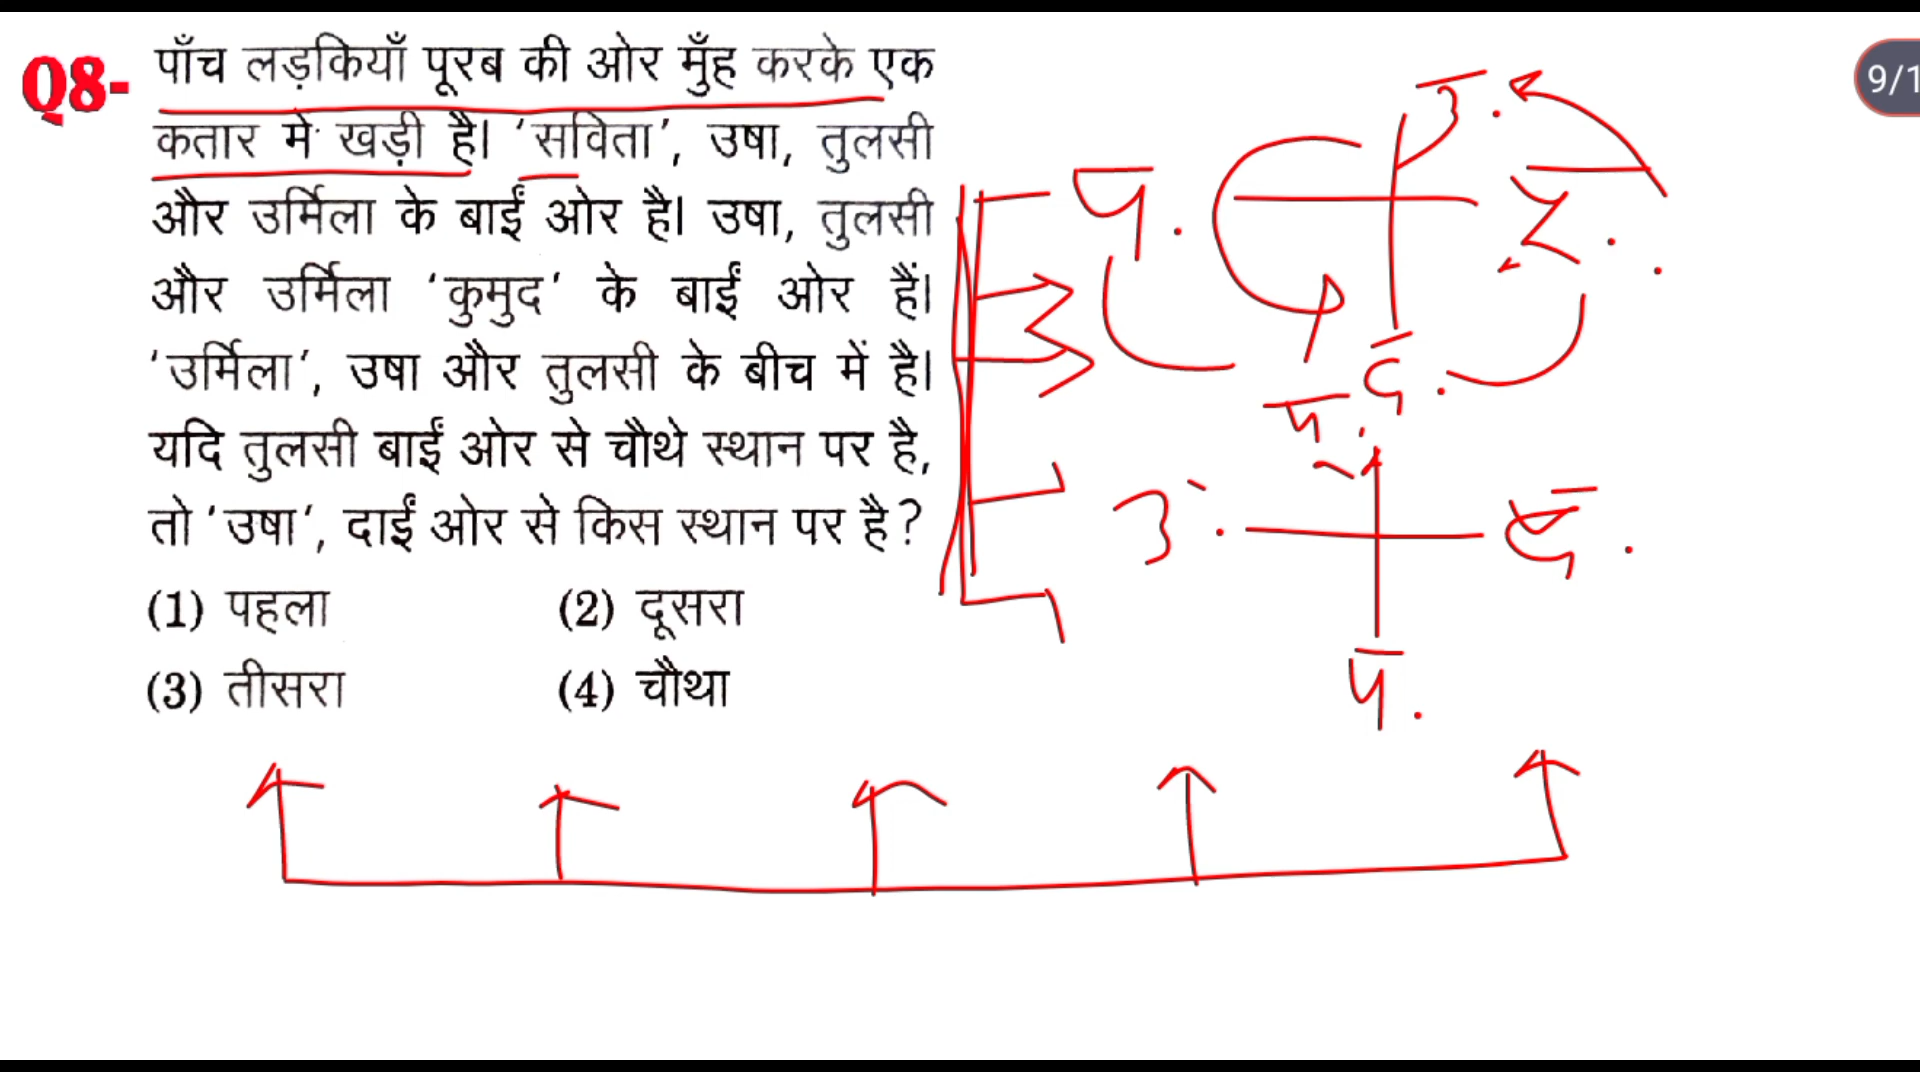 Q8- पाँच लड़कियाँ पूरब की ओर मुँह करके एक
कतार में खड़ी है। 'सविता', उषा, तुलसी
और उर्मिला के बाईं ओर है। उषा, तुलसी
और उर्मिला 'कुमुद' के बाईं ओर हैं।
'उर्मिला', उषा और तुलसी के बीच में है।
यदि तुलसी बाईं ओर से चौथे स्थान पर है,
तो 'उषा', दाईं ओर से किस स्थान पर है?
(1) पहला (2) दूसरा
(3) तीसरा (4) चौथा
9/1